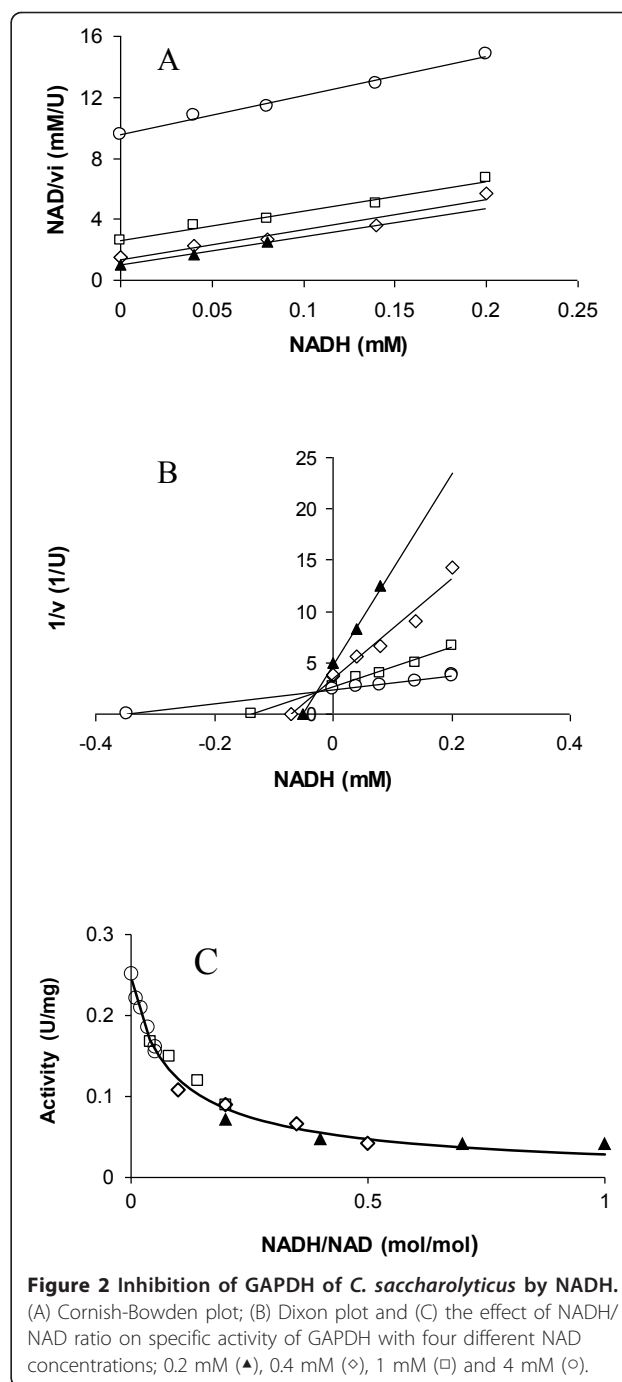 A
NAD/vi (mM/U)
16
12
8
4
0
0 0.05 0.1 0.15 0.2 0.25
NADH (mM)
B
1/v (1/U)
25
20
15
10
5
0
-0.4 -0.2 0 0.2 0.4
NADH (mM)
C
Activity (U/mg)
0.3
0.2
0.1
0
0 0.5 1
NADH/NAD (mol/mol)
Figure 2 Inhibition of GAPDH of C. saccharolyticus by NADH.
(A) Cornish-Bowden plot; (B) Dixon plot and (C) the effect of NADH/
NAD ratio on specific activity of GAPDH with four different NAD
concentrations; 0.2 mM (▲), 0.4 mM (◇), 1 mM (□) and 4 mM (○).